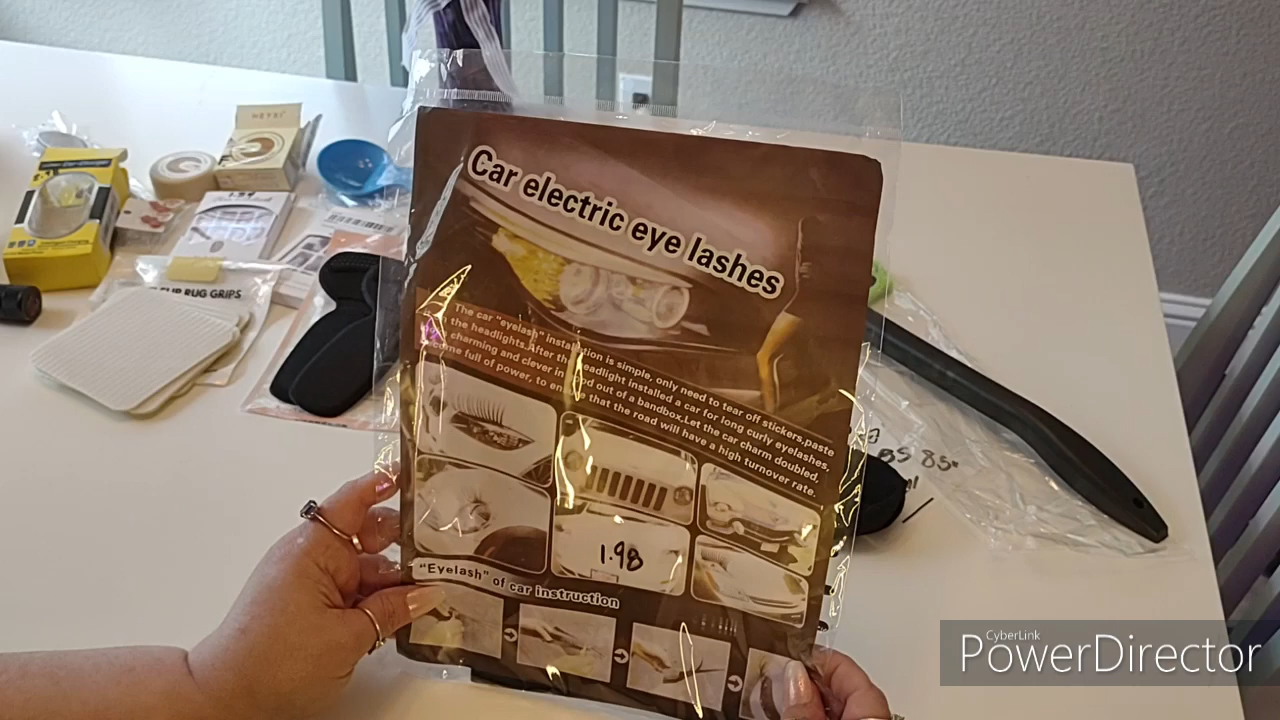 Car electric eye lashes
The car "eyelash" installation is simple, only need to tear off stickers,paste
the headlights.After the headlight installed a car for long curly eyelashes,
charming and clever in
out of a bandbox.Let the car charm doubled,
full of power, to
that the road will have a high turnover rate.
1.98
"Eyelash" of car instruction
RUG GRIPS
85¢
CyberLink
PowerDirector